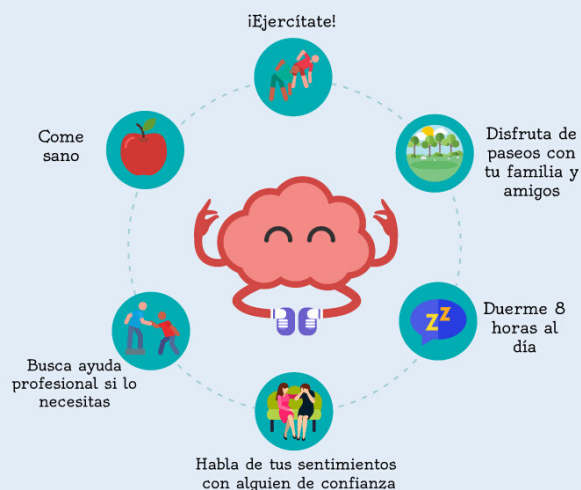 ¡Ejercítate!
Come
sano
Disfruta de
paseos con
tu familia y
amigos
Duerme 8
horas al
día
zz
Busca ayuda
profesional si lo
necesitas
Habla de tus sentimientos
con alguien de confianza